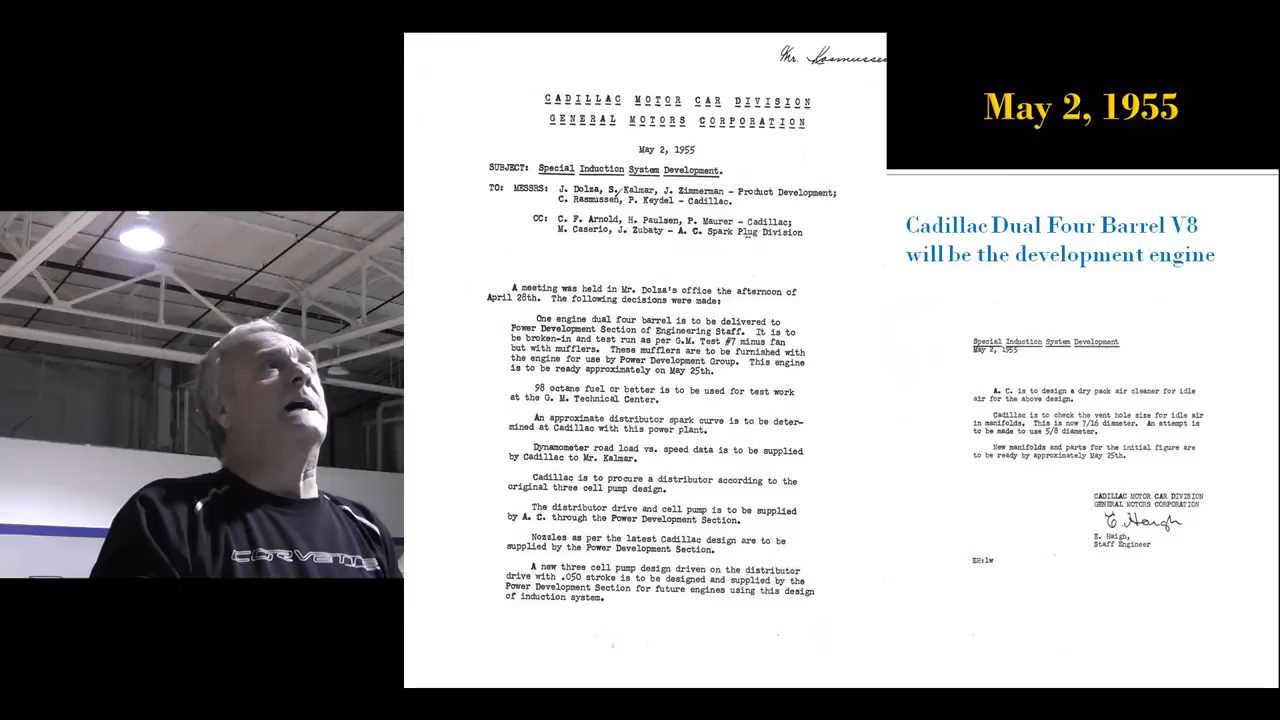 Mr. Rasmussen
CADILLAC MOTOR CAR DIVISION
GENERAL MOTORS CORPORATION
May 2, 1955
SUBJECT: Special Induction System Development.
TO: MESSRS: J. Dolza, S. Kalmar, J. Zimmerman - Product Development;
C. Rasmussen, P. Keydel - Cadillac.
CC: C. F. Arnold, H. Paulsen, P. Maurer - Cadillac;
M. Caserio, J. Zubaty - A. C. Spark Plug Division
A meeting was held in Mr. Dolza's office the afternoon of
April 28th. The following decisions were made:
One engine dual four barrel is to be delivered to
Power Development Section of Engineering Staff. It is to
be broken-in and test run as per G.M. Test #7 minus fan
but with mufflers. These mufflers are to be furnished with
the engine for use by Power Development Group. This engine
is to be ready approximately on May 25th.
98 octane fuel or better is to be used for test work
at the G. M. Technical Center.
An approximate distributor spark curve is to be deter-
mined at Cadillac with this power plant.
Dynamometer road load vs. speed data is to be supplied
by Cadillac to Mr. Kalmar.
Cadillac is to procure a distributor according to the
original three cell pump design.
The distributor drive and cell pump is to be supplied
by A. C. through the Power Development Section.
Nozzles as per the latest Cadillac design are to be
supplied by the Power Development Section.
A new three cell pump design driven on the distributor
drive with .050 stroke is to be designed and supplied by the
Power Development Section for future engines using this design
of induction system.
May 2, 1955
Cadillac Dual Four Barrel V8
will be the development engine
Special Induction System Development
May 2, 1955
A. C. is to design a dry pack air cleaner for idle
air for the above design.
Cadillac is to check the vent hole size for idle air
in manifolds. This is now 7/16 diameter. An attempt is
to be made to use 5/8 diameter.
New manifolds and parts for the initial figure are
to be ready by approximately May 25th.
CADILLAC MOTOR CAR DIVISION
GENERAL MOTORS CORPORATION
E. Haigh
E. Haigh,
Staff Engineer
EH:lw
CORVETTE